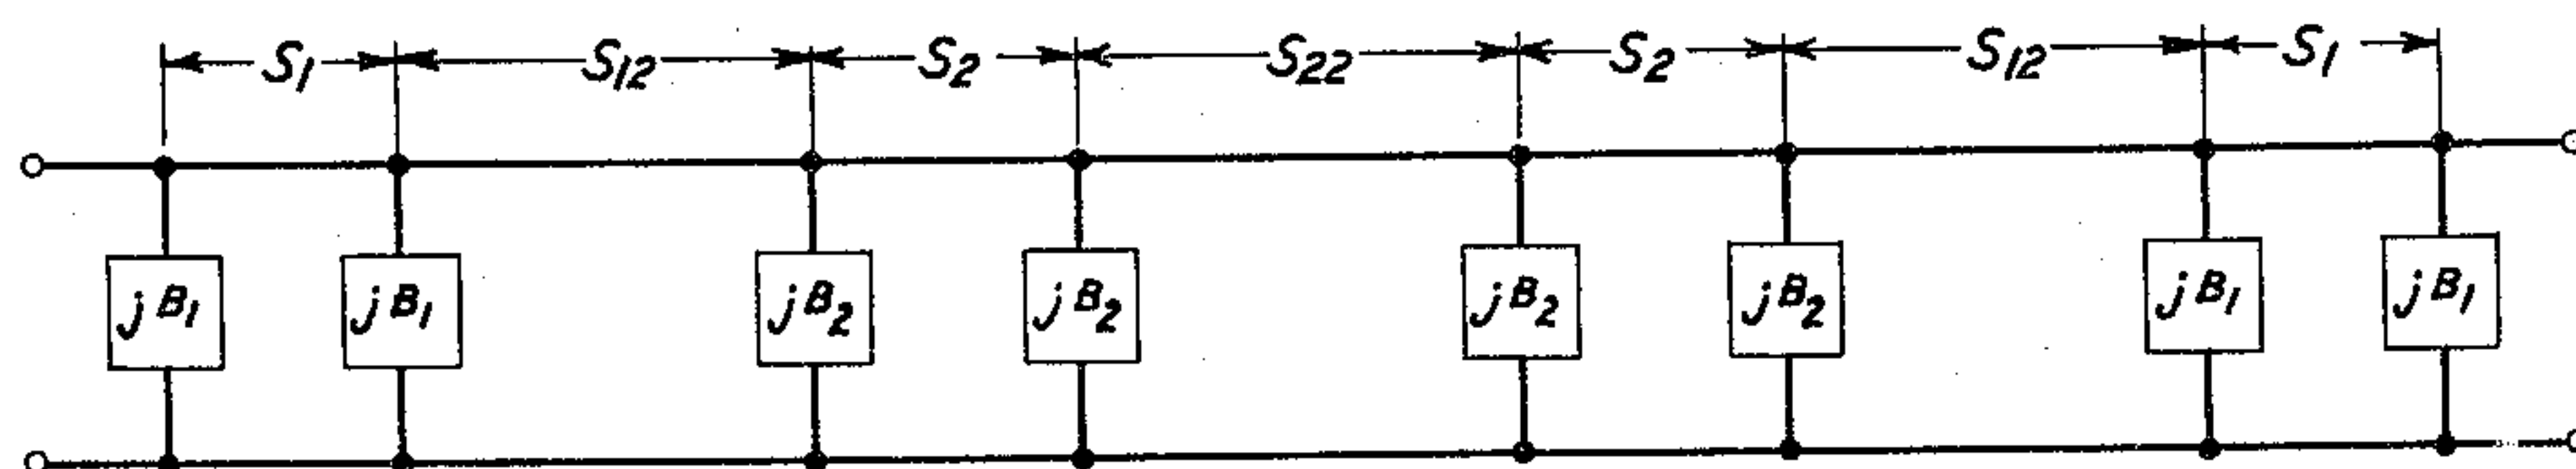 S1 S12 S2 S22 S2 S12 S1
jB1 jB1 jB2 jB2 jB2 jB2 jB1 jB1